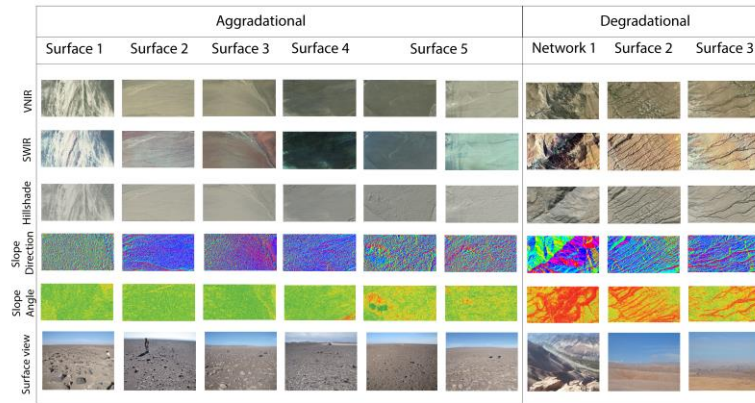 Aggradational Degradational
Surface 1 Surface 2 Surface 3 Surface 4 Surface 5 Network 1 Surface 2 Surface 3
VNIR
SWIR
Hillshade
Slope
Direction
Slope
Angle
Surface view